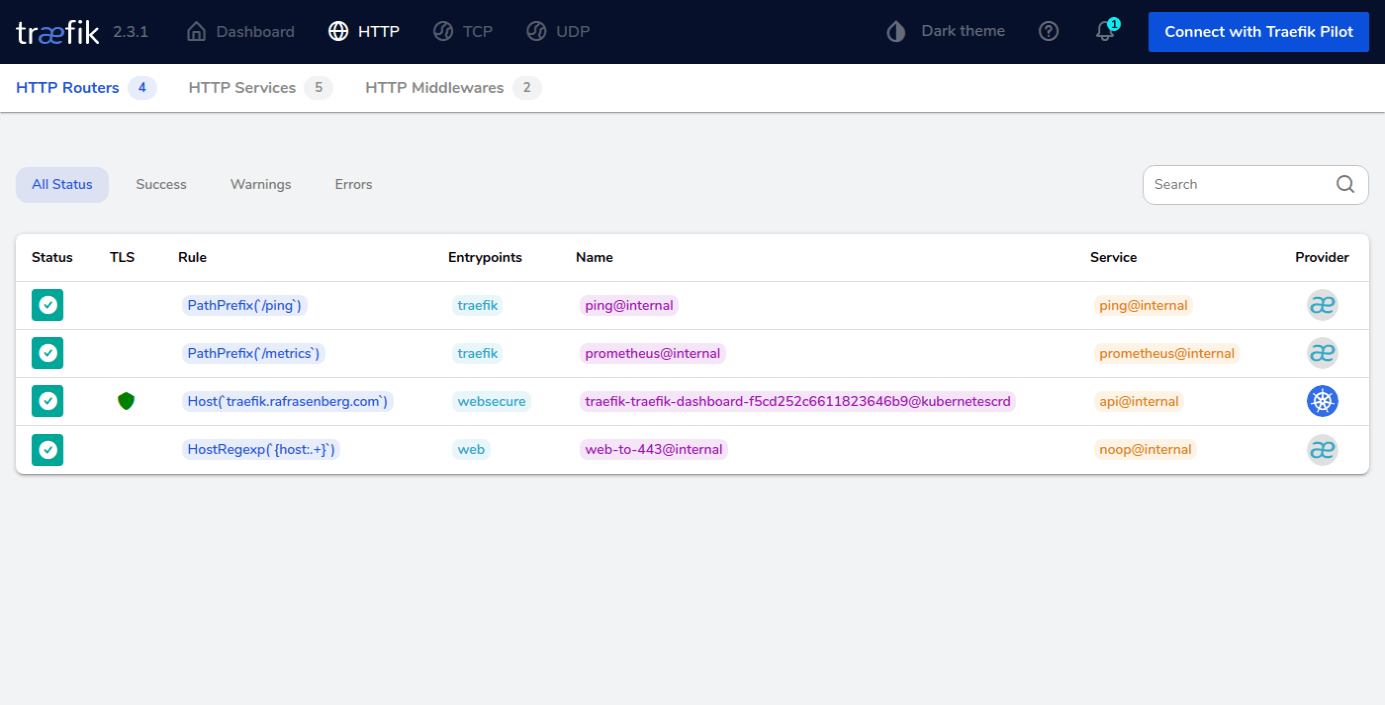 træfik 2.3.1 Dashboard HTTP TCP UDP Dark theme 1 Connect with Traefik Pilot
HTTP Routers 4 HTTP Services 5 HTTP Middlewares 2
All Status Success Warnings Errors Search
Status TLS Rule Entrypoints Name Service Provider
PathPrefix(`/ping`) traefik ping@internal ping@internal æ
PathPrefix(`/metrics`) traefik prometheus@internal prometheus@internal æ
Host(`traefik.rafrasenberg.com`) websecure traefik-traefik-dashboard-f5cd252c6611823646b9@kubernetescrd api@internal
HostRegexp(`{host:.+}`) web web-to-443@internal noop@internal æ